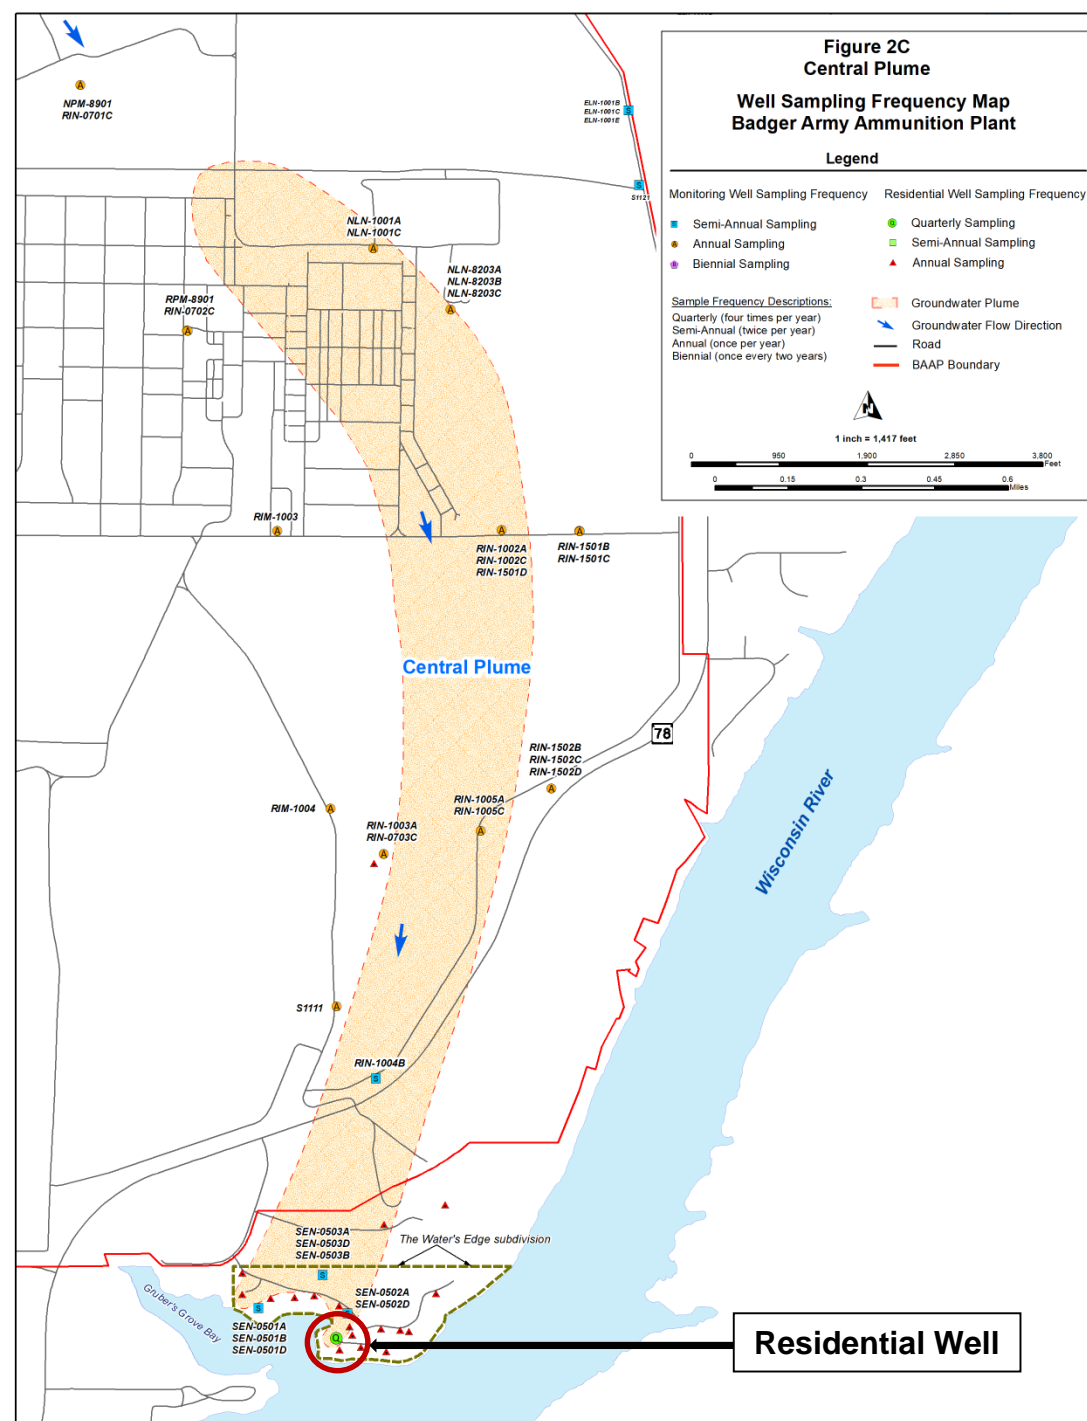 Figure 2C
Central Plume
Well Sampling Frequency Map
Badger Army Ammunition Plant
Legend
Monitoring Well Sampling Frequency
S Semi-Annual Sampling
A Annual Sampling
B Biennial Sampling
Residential Well Sampling Frequency
Q Quarterly Sampling
Semi-Annual Sampling
Annual Sampling
Sample Frequency Descriptions:
Quarterly (four times per year)
Semi-Annual (twice per year)
Annual (once per year)
Biennial (once every two years)
Groundwater Plume
Groundwater Flow Direction
Road
BAAP Boundary
N
1 inch = 1,417 feet
0 950 1,900 2,850 3,800
Feet
0 0.15 0.3 0.45 0.6
Miles
A
NPM-8901
RIN-0701C
ELN-1001B
ELN-1001C
ELN-1001E
S
S
S1121
NLN-1001A
NLN-1001C
A
NLN-8203A
NLN-8203B
NLN-8203C
A
RPM-8901
RIN-0702C
A
RIM-1003
A
A
RIN-1002A
RIN-1002C
RIN-1501D
A
RIN-1501B
RIN-1501C
Central Plume
78
RIN-1502B
RIN-1502C
RIN-1502D
A
RIM-1004
A
RIN-1005A
RIN-1005C
A
RIN-1003A
RIN-0703C
A
Wisconsin River
S1111
A
RIN-1004B
S
SEN-0503A
SEN-0503D
SEN-0503B
S
The Water's Edge subdivision
Gruber's Grove Bay
SEN-0502A
SEN-0502D
S
SEN-0501A
SEN-0501B
SEN-0501D
Q
Residential Well